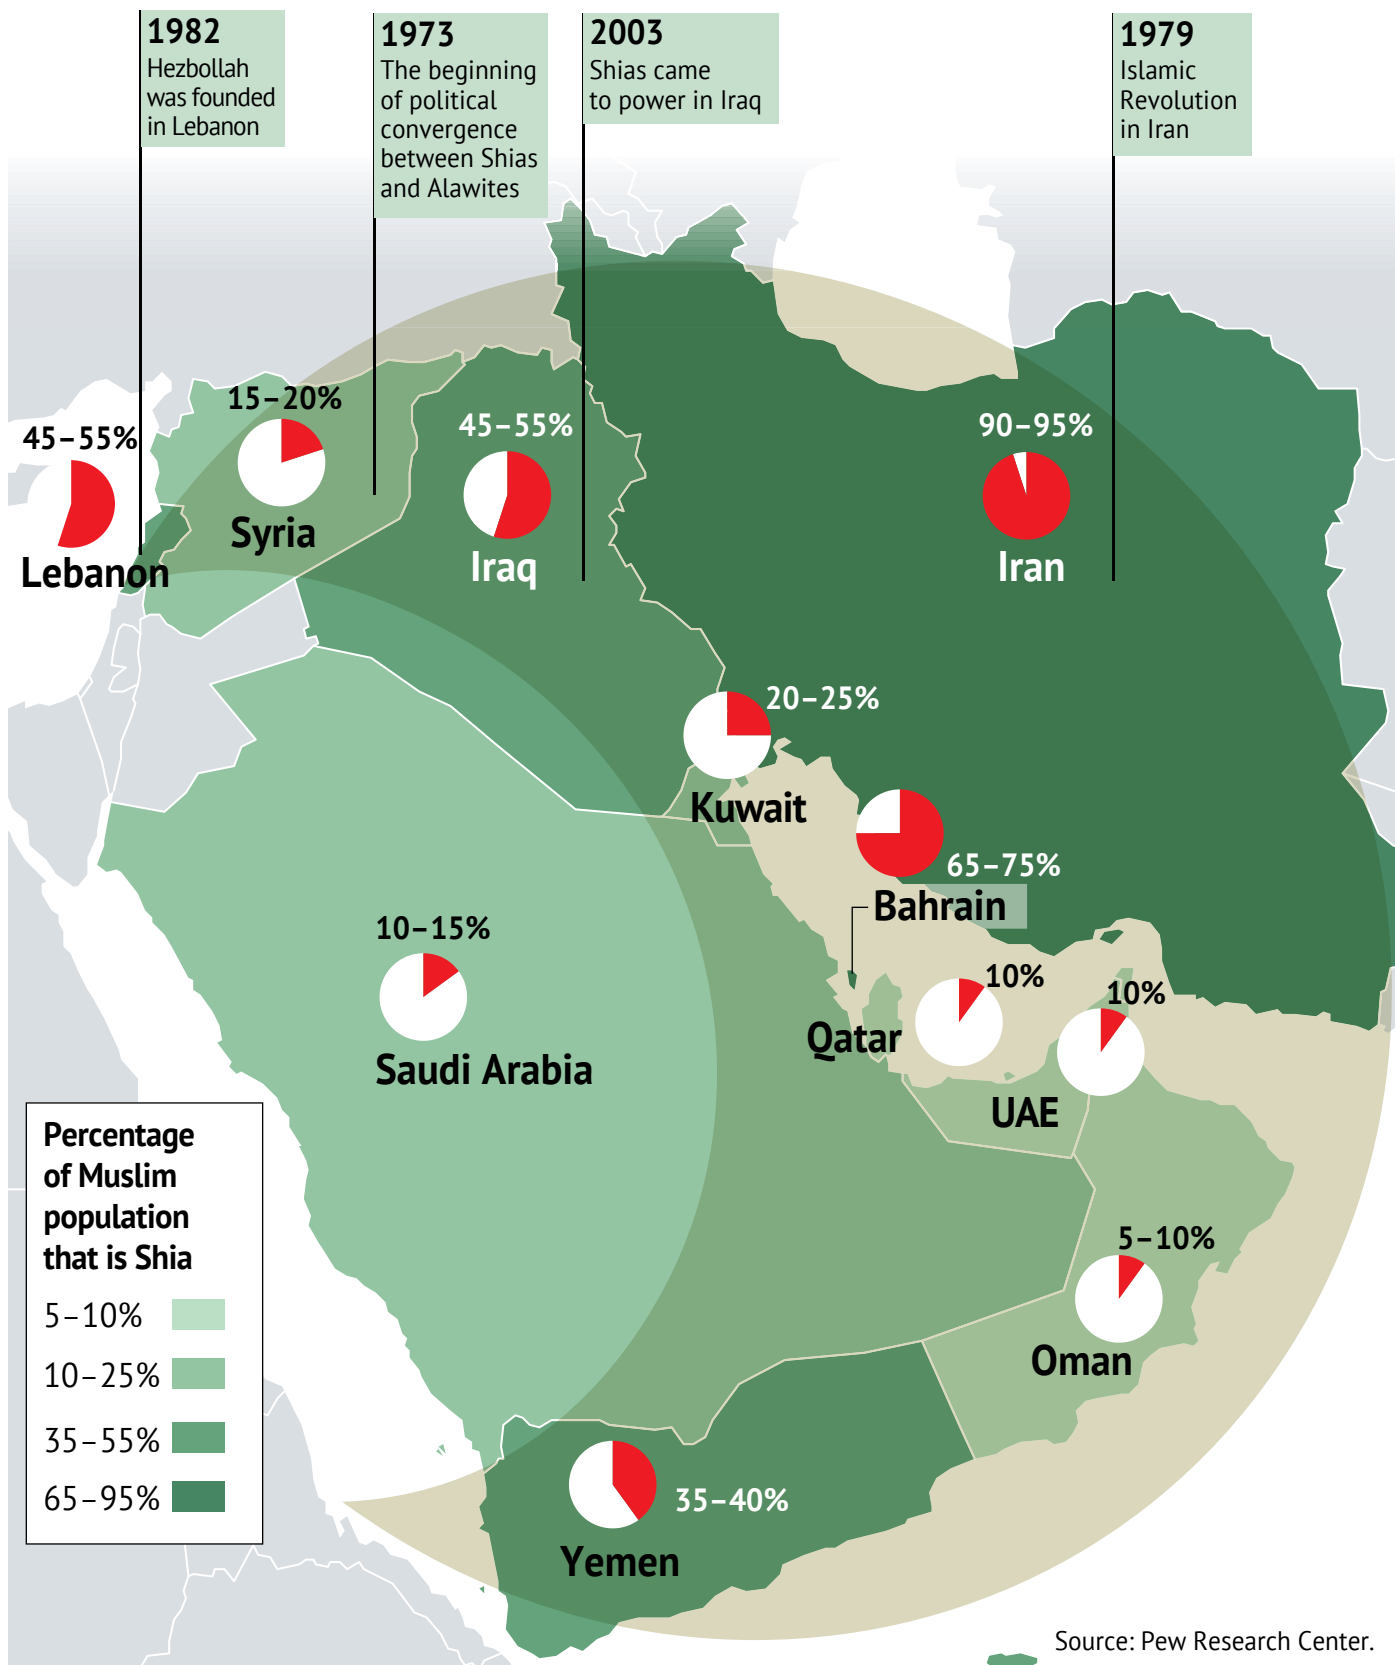 1982
Hezbollah
was founded
in Lebanon
1973
The beginning
of political
convergence
between Shias
and Alawites
2003
Shias came
to power in Iraq
1979
Islamic
Revolution
in Iran
45–55%
Lebanon
15–20%
Syria
45–55%
Iraq
90–95%
Iran
20–25%
Kuwait
65–75%
Bahrain
10–15%
Saudi Arabia
10%
Qatar
10%
UAE
5–10%
Oman
35–40%
Yemen
Percentage
of Muslim
population
that is Shia
5–10%
10–25%
35–55%
65–95%
Source: Pew Research Center.